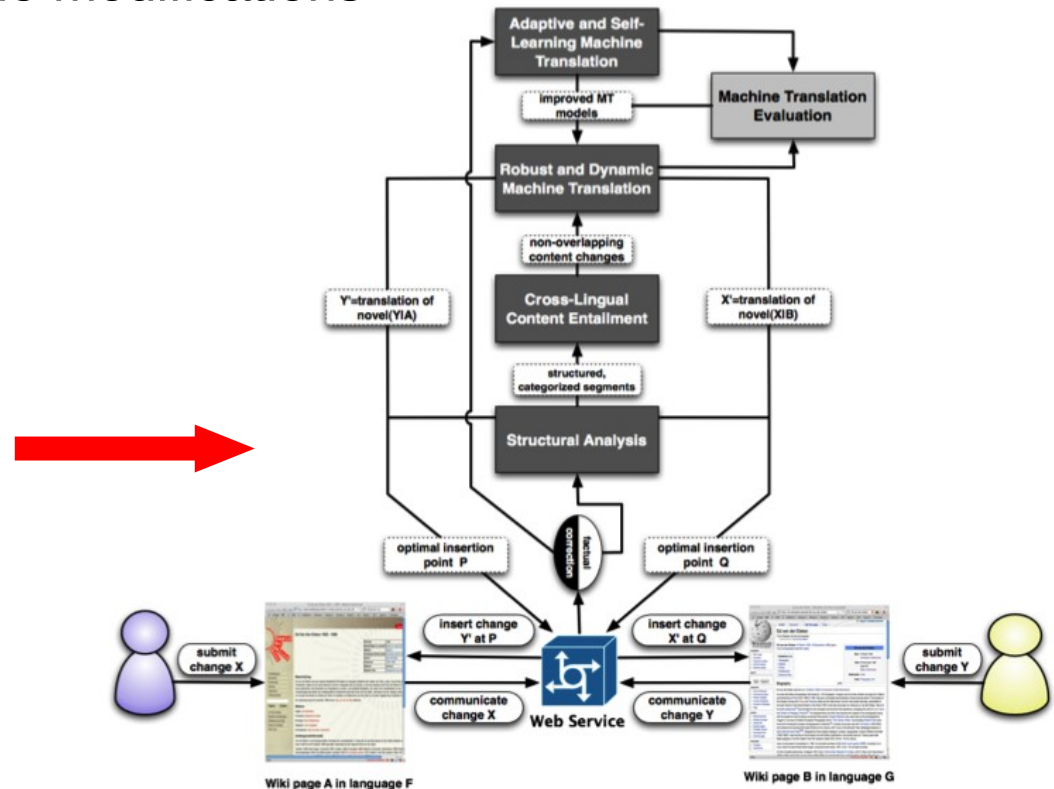 Adaptive and Self-
Learning Machine
Translation
improved MT
models
Machine Translation
Evaluation
Robust and Dynamic
Machine Translation
non-overlapping
content changes
Y'=translation of
novel(Y|A)
Cross-Lingual
Content Entailment
X'=translation of
novel(X|B)
structured,
categorized segments
Structural Analysis
correction
factual
optimal insertion
point P
optimal insertion
point Q
submit
change X
insert change
Y' at P
insert change
X' at Q
submit
change Y
communicate
change X
Web Service
communicate
change Y
Wiki page A in language F
Wiki page B in language G